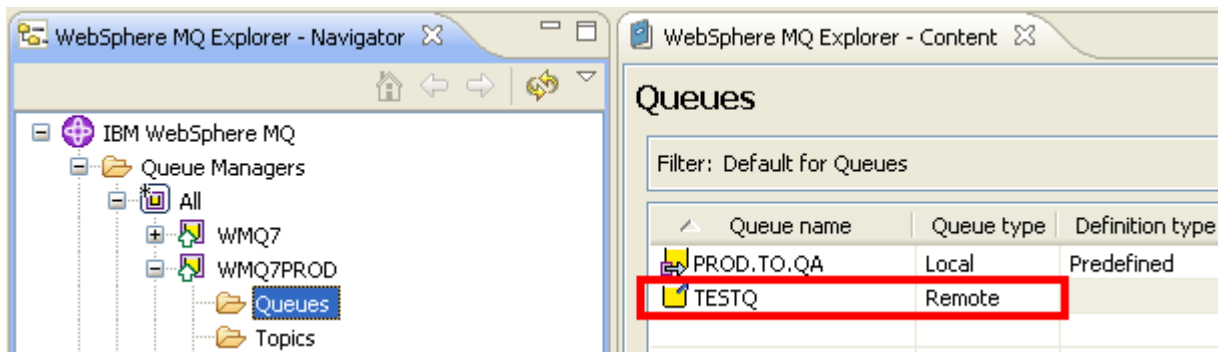 WebSphere MQ Explorer - Navigator
IBM WebSphere MQ
Queue Managers
All
WMQ7
WMQ7PROD
Queues
Topics
WebSphere MQ Explorer - Content
Queues
Filter: Default for Queues
Queue name Queue type Definition type
PROD.TO.QA Local Predefined
TESTQ Remote